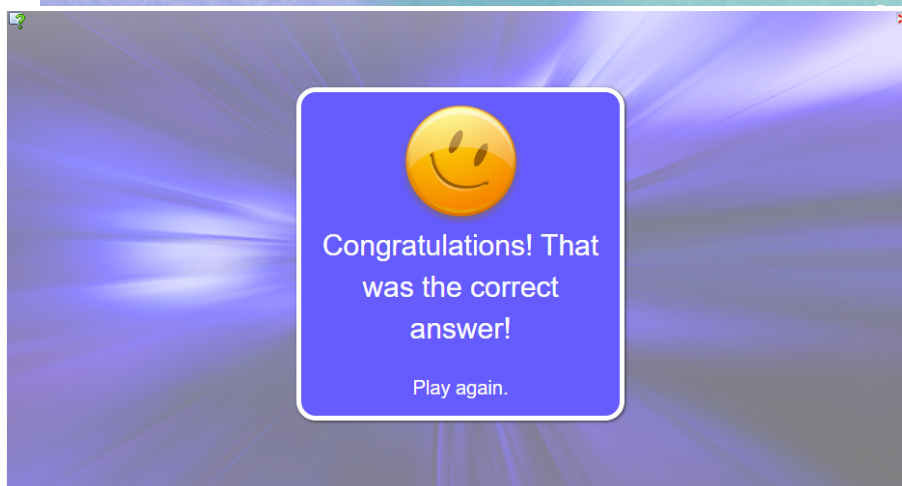 Congratulations! That
was the correct
answer!
Play again.